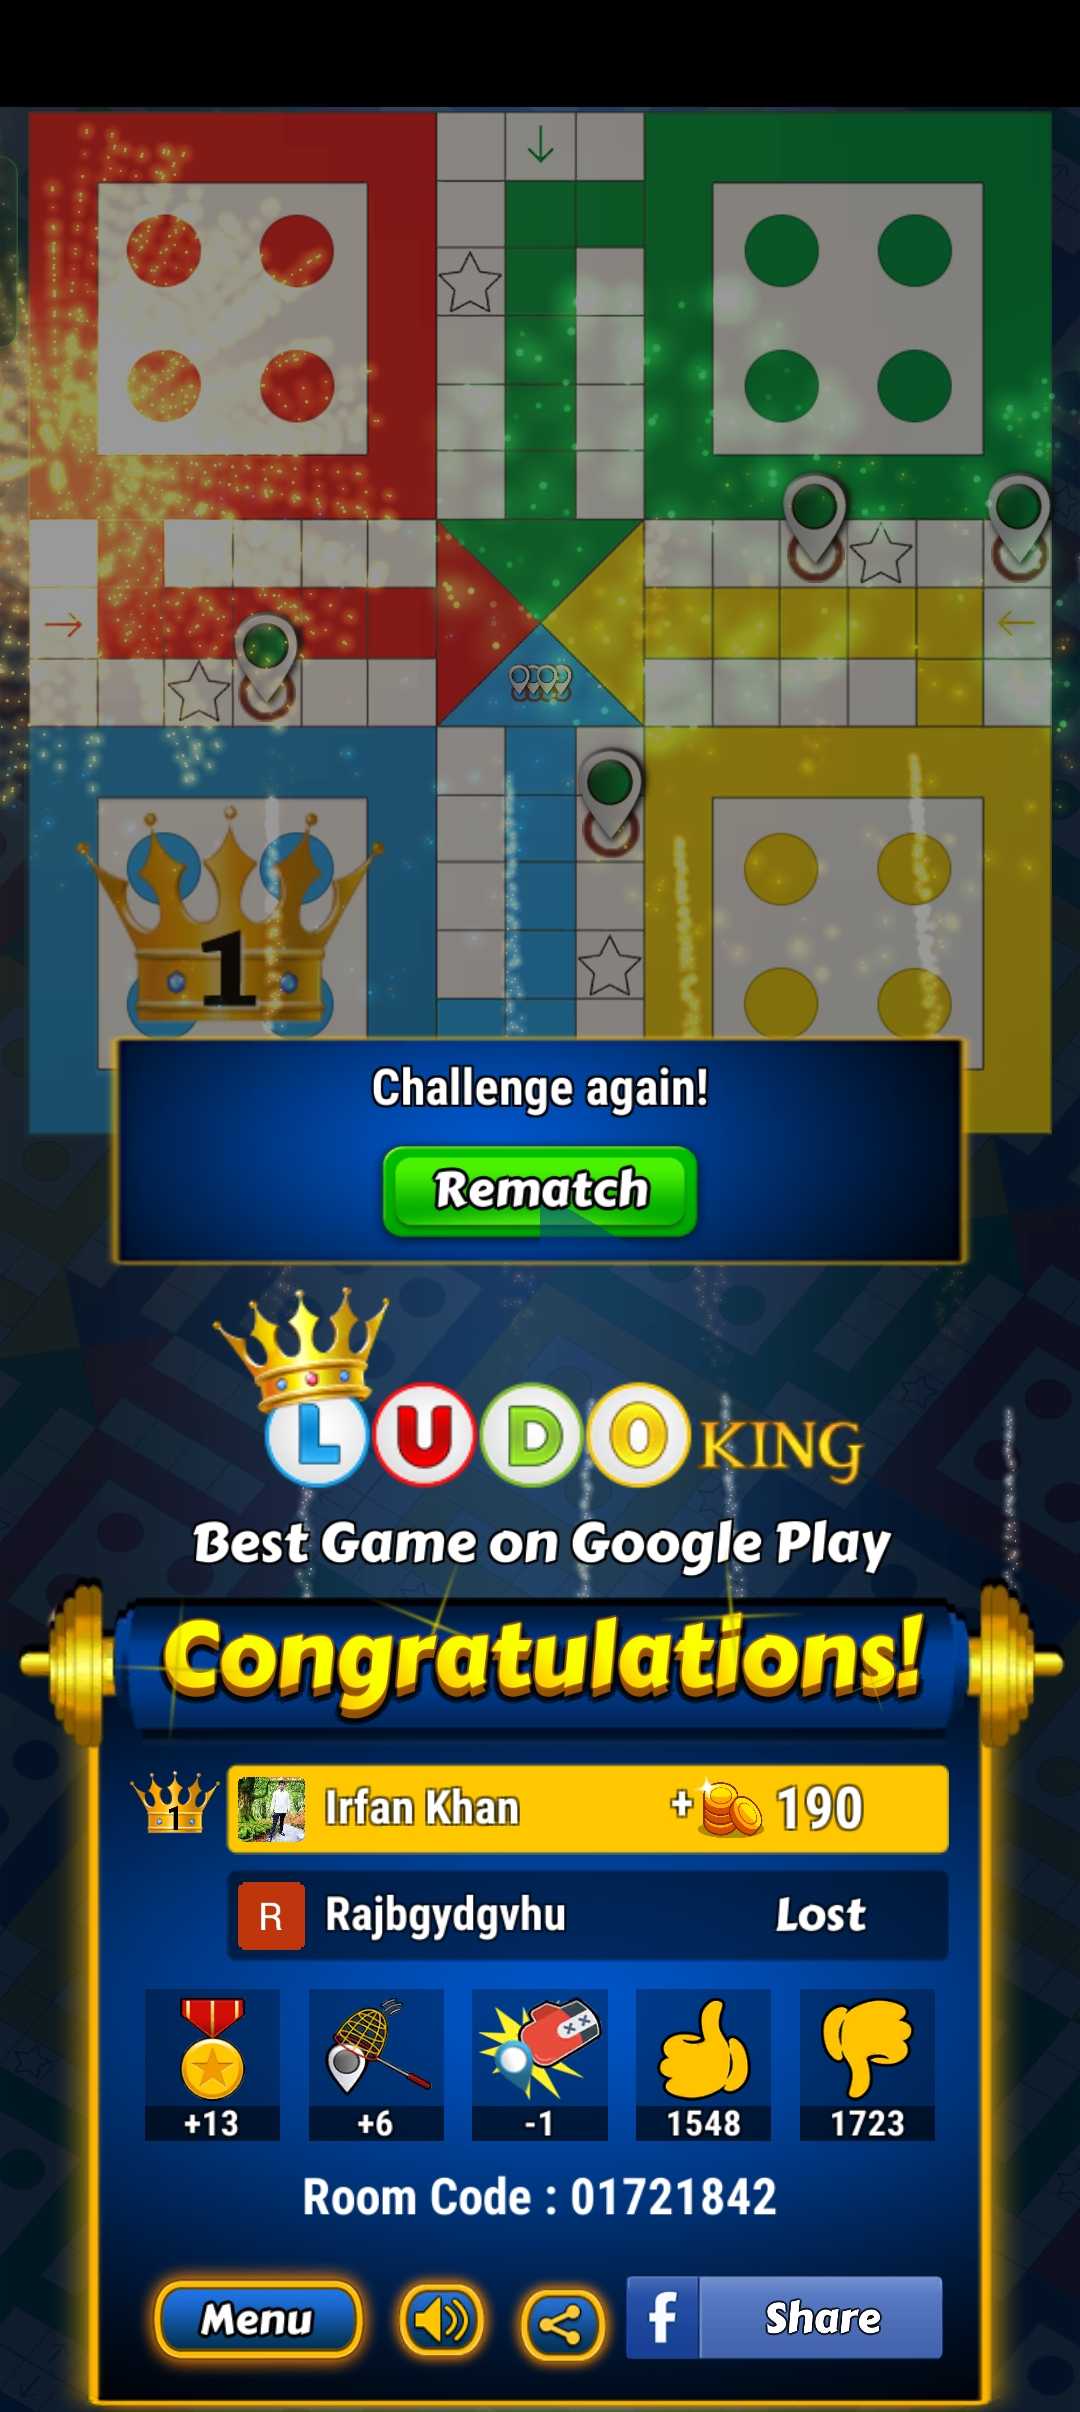 1
Challenge again!
Rematch
LUDO KING
Best Game on Google Play
Congratulations!
1 Irfan Khan + 190
R Rajbgydgvhu Lost
+13 +6 -1 1548 1723
Room Code : 01721842
Menu f Share